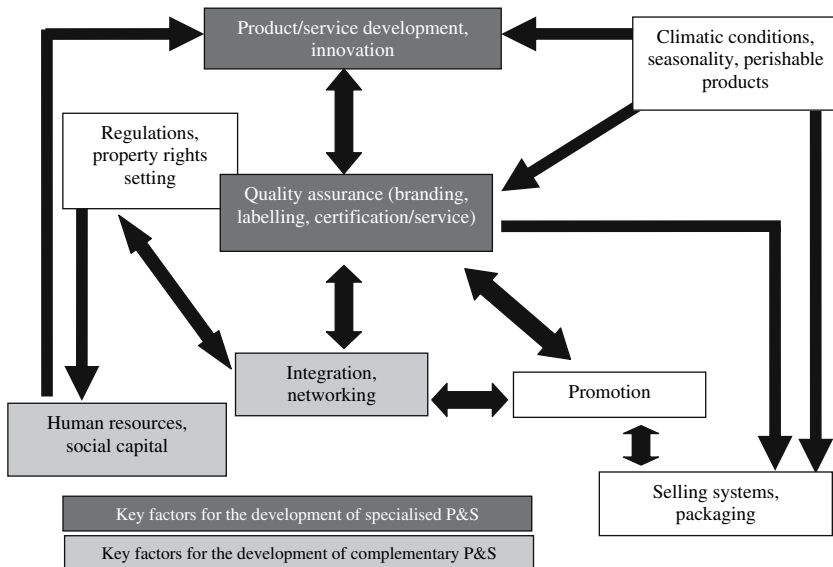 Product/service development,
innovation
Climatic conditions,
seasonality, perishable
products
Regulations,
property rights
setting
Quality assurance (branding,
labelling, certification/service)
Integration,
networking
Promotion
Human resources,
social capital
Selling systems,
packaging
Key factors for the development of specialised P&S
Key factors for the development of complementary P&S